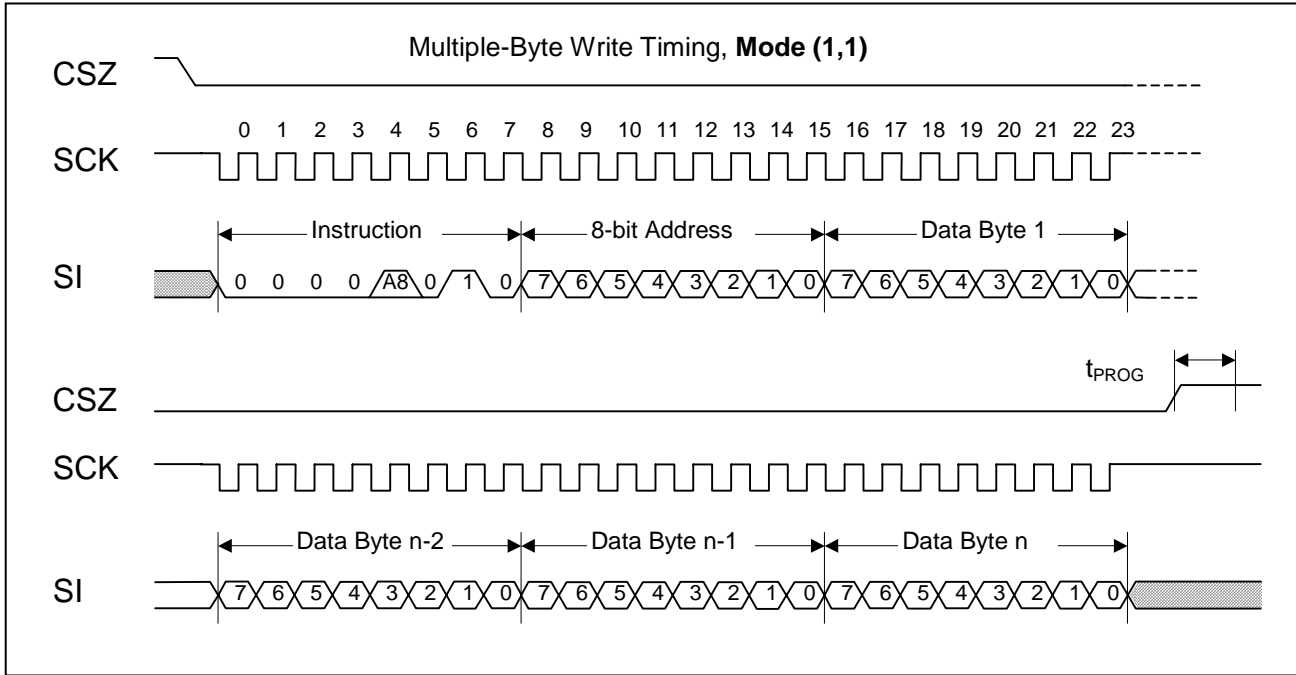 Multiple-Byte Write Timing, Mode (1,1)
CSZ
0 1 2 3 4 5 6 7 8 9 10 11 12 13 14 15 16 17 18 19 20 21 22 23
SCK
Instruction 8-bit Address Data Byte 1
SI 0 0 0 0 A8 0 1 0 7 6 5 4 3 2 1 0 7 6 5 4 3 2 1 0
tPROG
CSZ
SCK
Data Byte n-2 Data Byte n-1 Data Byte n
SI 7 6 5 4 3 2 1 0 7 6 5 4 3 2 1 0 7 6 5 4 3 2 1 0